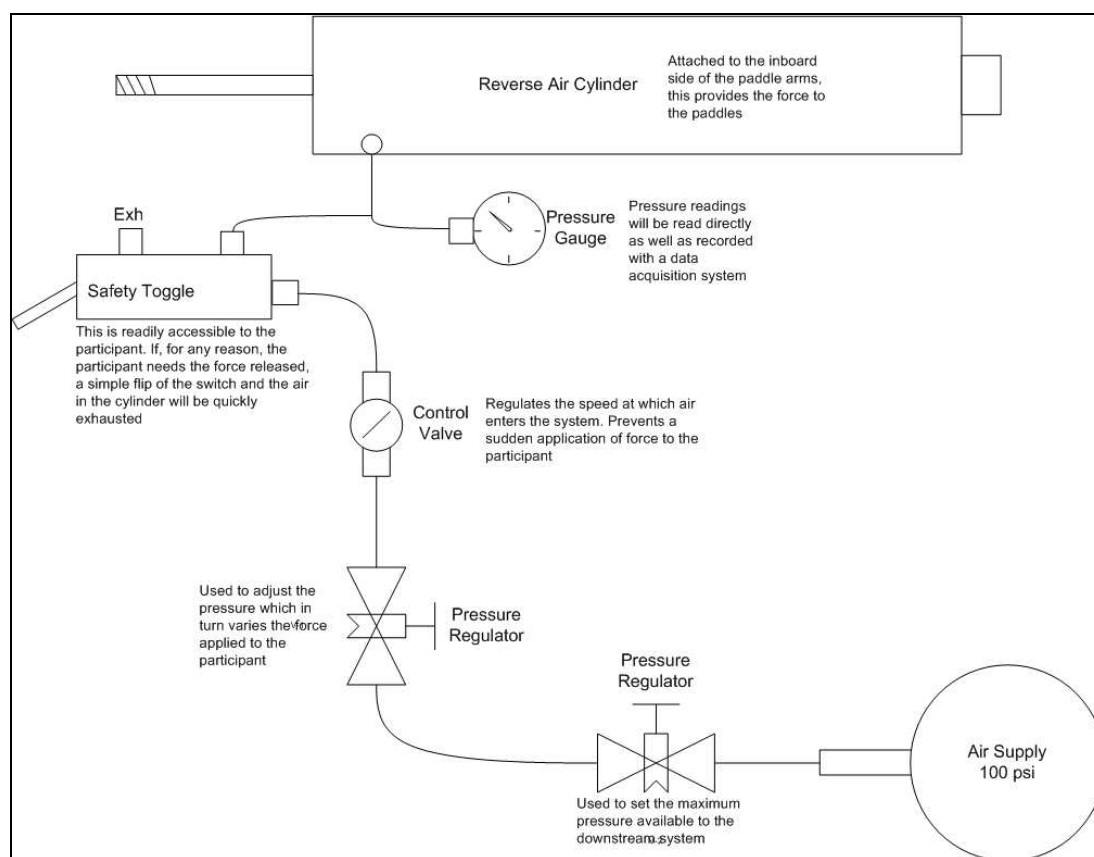 Reverse Air Cylinder
Attached to the inboard
side of the paddle arms,
this provides the force to
the paddles
Exh
Pressure
Gauge
Pressure readings
will be read directly
as well as recorded
with a data
acquisition system
Safety Toggle
This is readily accessible to the
participant. If, for any reason, the
participant needs the force released,
a simple flip of the switch and the air
in the cylinder will be quickly
exhausted
Control
Valve
Regulates the speed at which air
enters the system. Prevents a
sudden application of force to the
participant
Used to adjust the
pressure which in
turn varies the force
applied to the
participant
Pressure
Regulator
Pressure
Regulator
Air Supply
100 psi
Used to set the maximum
pressure available to the
downstream system